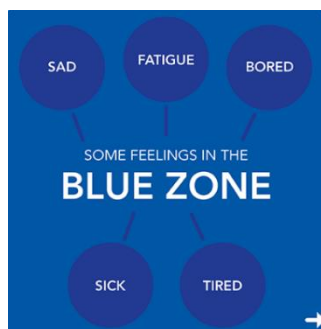 SAD
FATIGUE
BORED
SOME FEELINGS IN THE
BLUE ZONE
SICK
TIRED